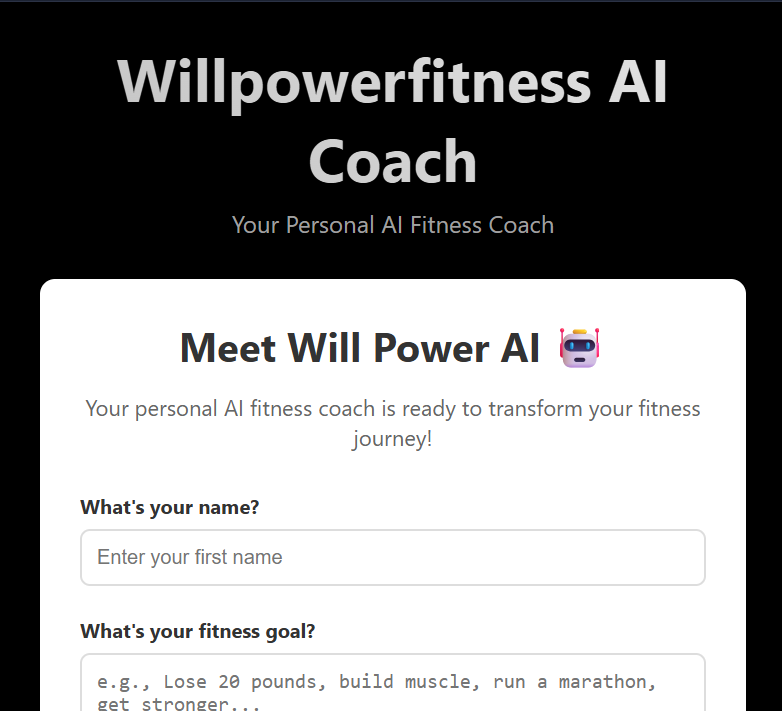 Willpowerfitness AI
Coach
Your Personal AI Fitness Coach
Meet Will Power AI
Your personal AI fitness coach is ready to transform your fitness
journey!
What's your name?
Enter your first name
What's your fitness goal?
e.g., Lose 20 pounds, build muscle, run a marathon,
get stronger...